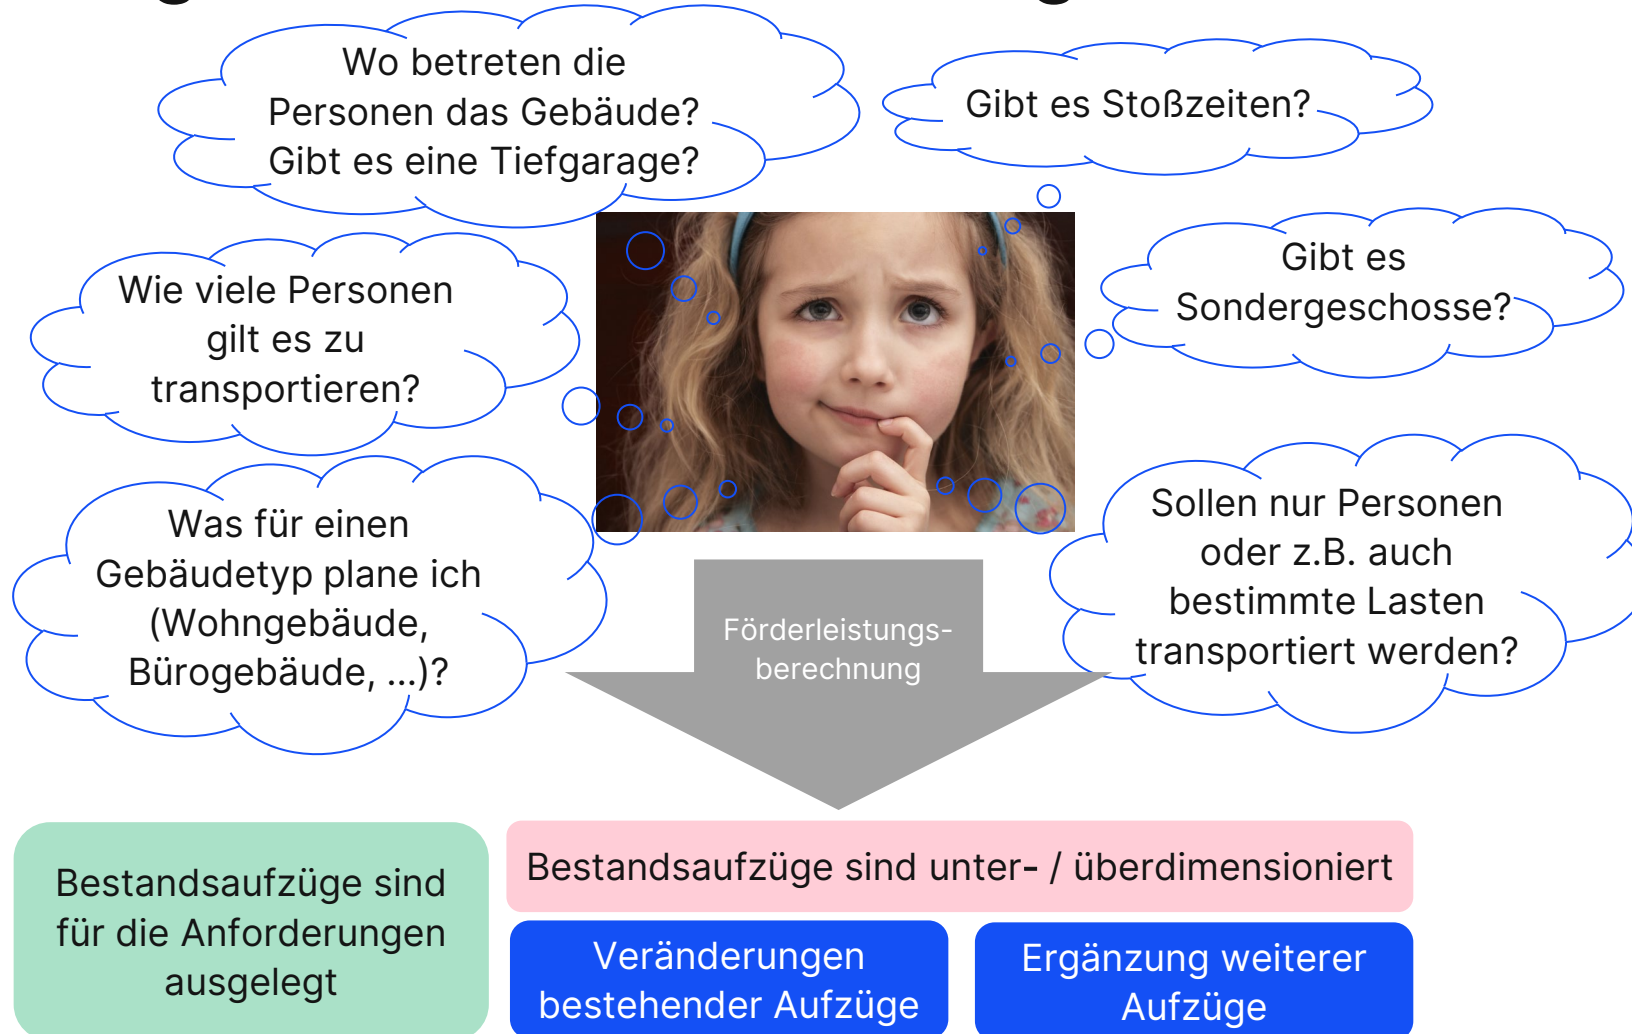 Wo betreten die
Personen das Gebäude?
Gibt es eine Tiefgarage?
Gibt es Stoßzeiten?
Gibt es
Sondergeschosse?
Wie viele Personen
gilt es zu
transportieren?
Was für einen
Gebäudetyp plane ich
(Wohngebäude,
Bürogebäude, ...)?
Sollen nur Personen
oder z.B. auch
bestimmte Lasten
transportiert werden?
Förderleistungs-
berechnung
Bestandsaufzüge sind
für die Anforderungen
ausgelegt
Bestandsaufzüge sind unter- / überdimensioniert
Veränderungen
bestehender Aufzüge
Ergänzung weiterer
Aufzüge